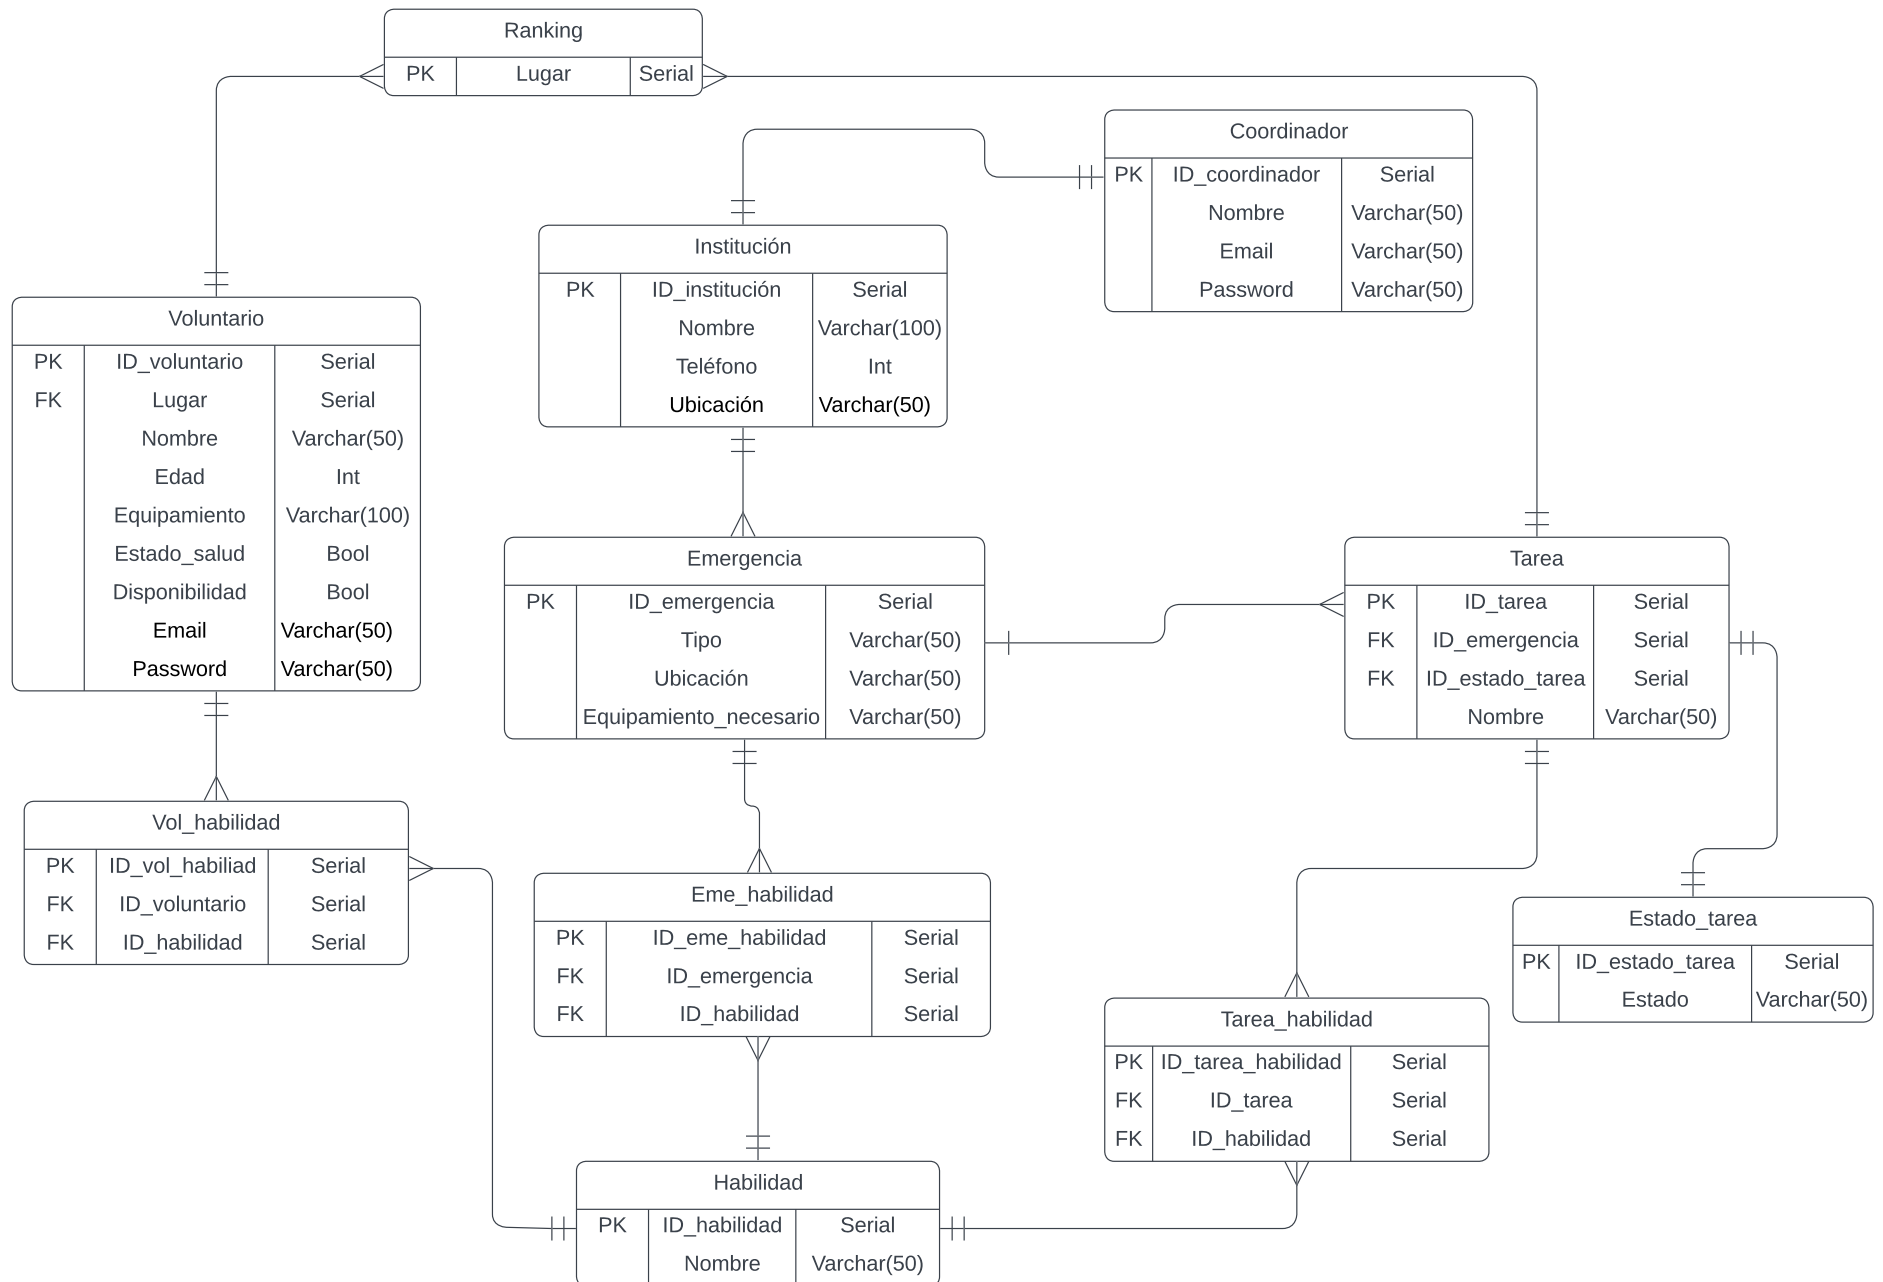 Ranking
PK Lugar Serial
Coordinador
PK ID_coordinador Serial
Nombre Varchar(50)
Email Varchar(50)
Password Varchar(50)
Institución
PK ID_institución Serial
Nombre Varchar(100)
Teléfono Int
Ubicación Varchar(50)
Voluntario
PK ID_voluntario Serial
FK Lugar Serial
Nombre Varchar(50)
Edad Int
Equipamiento Varchar(100)
Estado_salud Bool
Disponibilidad Bool
Email Varchar(50)
Password Varchar(50)
Emergencia
PK ID_emergencia Serial
Tipo Varchar(50)
Ubicación Varchar(50)
Equipamiento_necesario Varchar(50)
Tarea
PK ID_tarea Serial
FK ID_emergencia Serial
FK ID_estado_tarea Serial
Nombre Varchar(50)
Vol_habilidad
PK ID_vol_habiliad Serial
FK ID_voluntario Serial
FK ID_habilidad Serial
Eme_habilidad
PK ID_eme_habilidad Serial
FK ID_emergencia Serial
FK ID_habilidad Serial
Estado_tarea
PK ID_estado_tarea Serial
Estado Varchar(50)
Tarea_habilidad
PK ID_tarea_habilidad Serial
FK ID_tarea Serial
FK ID_habilidad Serial
Habilidad
PK ID_habilidad Serial
Nombre Varchar(50)